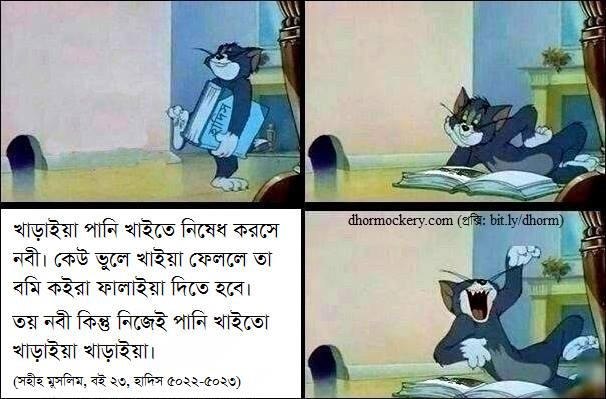 হাদিস
dhormockery.com (প্রক্সি: bit.ly/dhorm)
খাড়াইয়া পানি খাইতে নিষেধ করসে
নবী। কেউ ভুলে খাইয়া ফেললে তা
বমি কইরা ফালাইয়া দিতে হবে।
তয় নবী কিন্তু নিজেই পানি খাইতো
খাড়াইয়া খাড়াইয়া।
(সহীহ মুসলিম, বই ২৩, হাদিস ৫০২২-৫০২৩)